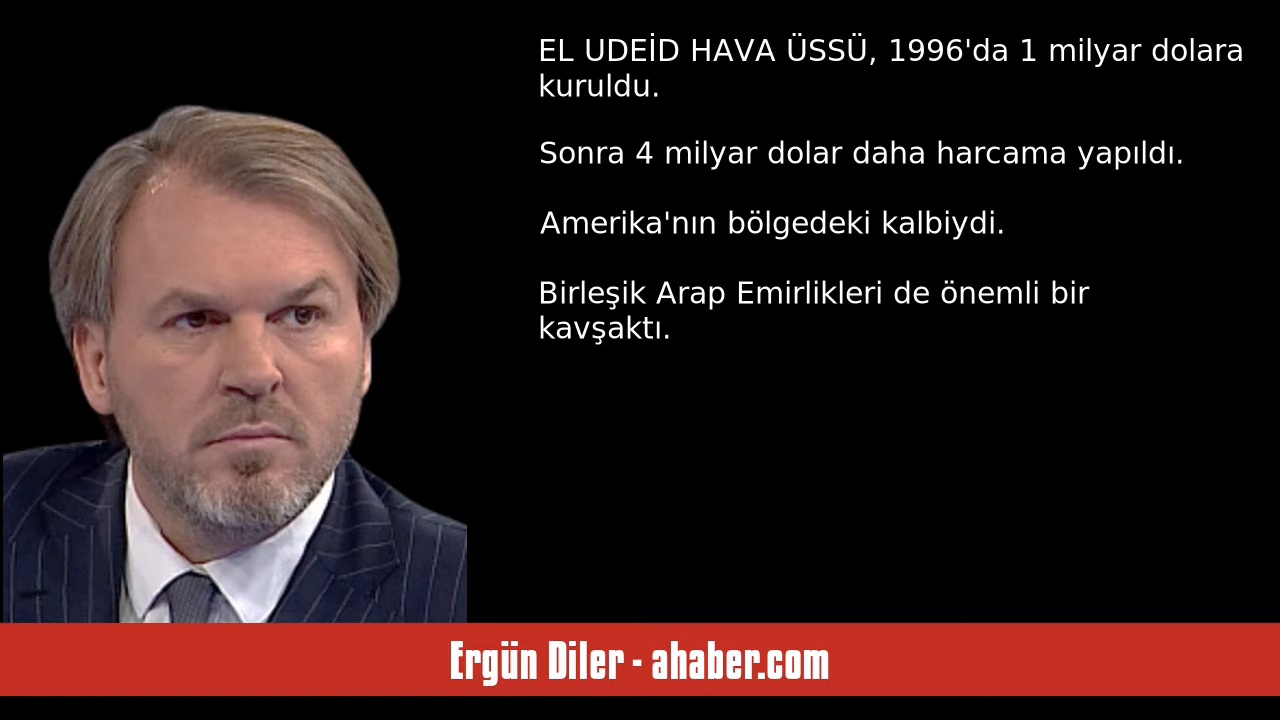 EL UDEİD HAVA ÜSSÜ, 1996'da 1 milyar dolara
kuruldu.
Sonra 4 milyar dolar daha harcama yapıldı.
Amerika'nın bölgedeki kalbiydi.
Birleşik Arap Emirlikleri de önemli bir
kavşaktı.
Ergün Diler - ahaber.com